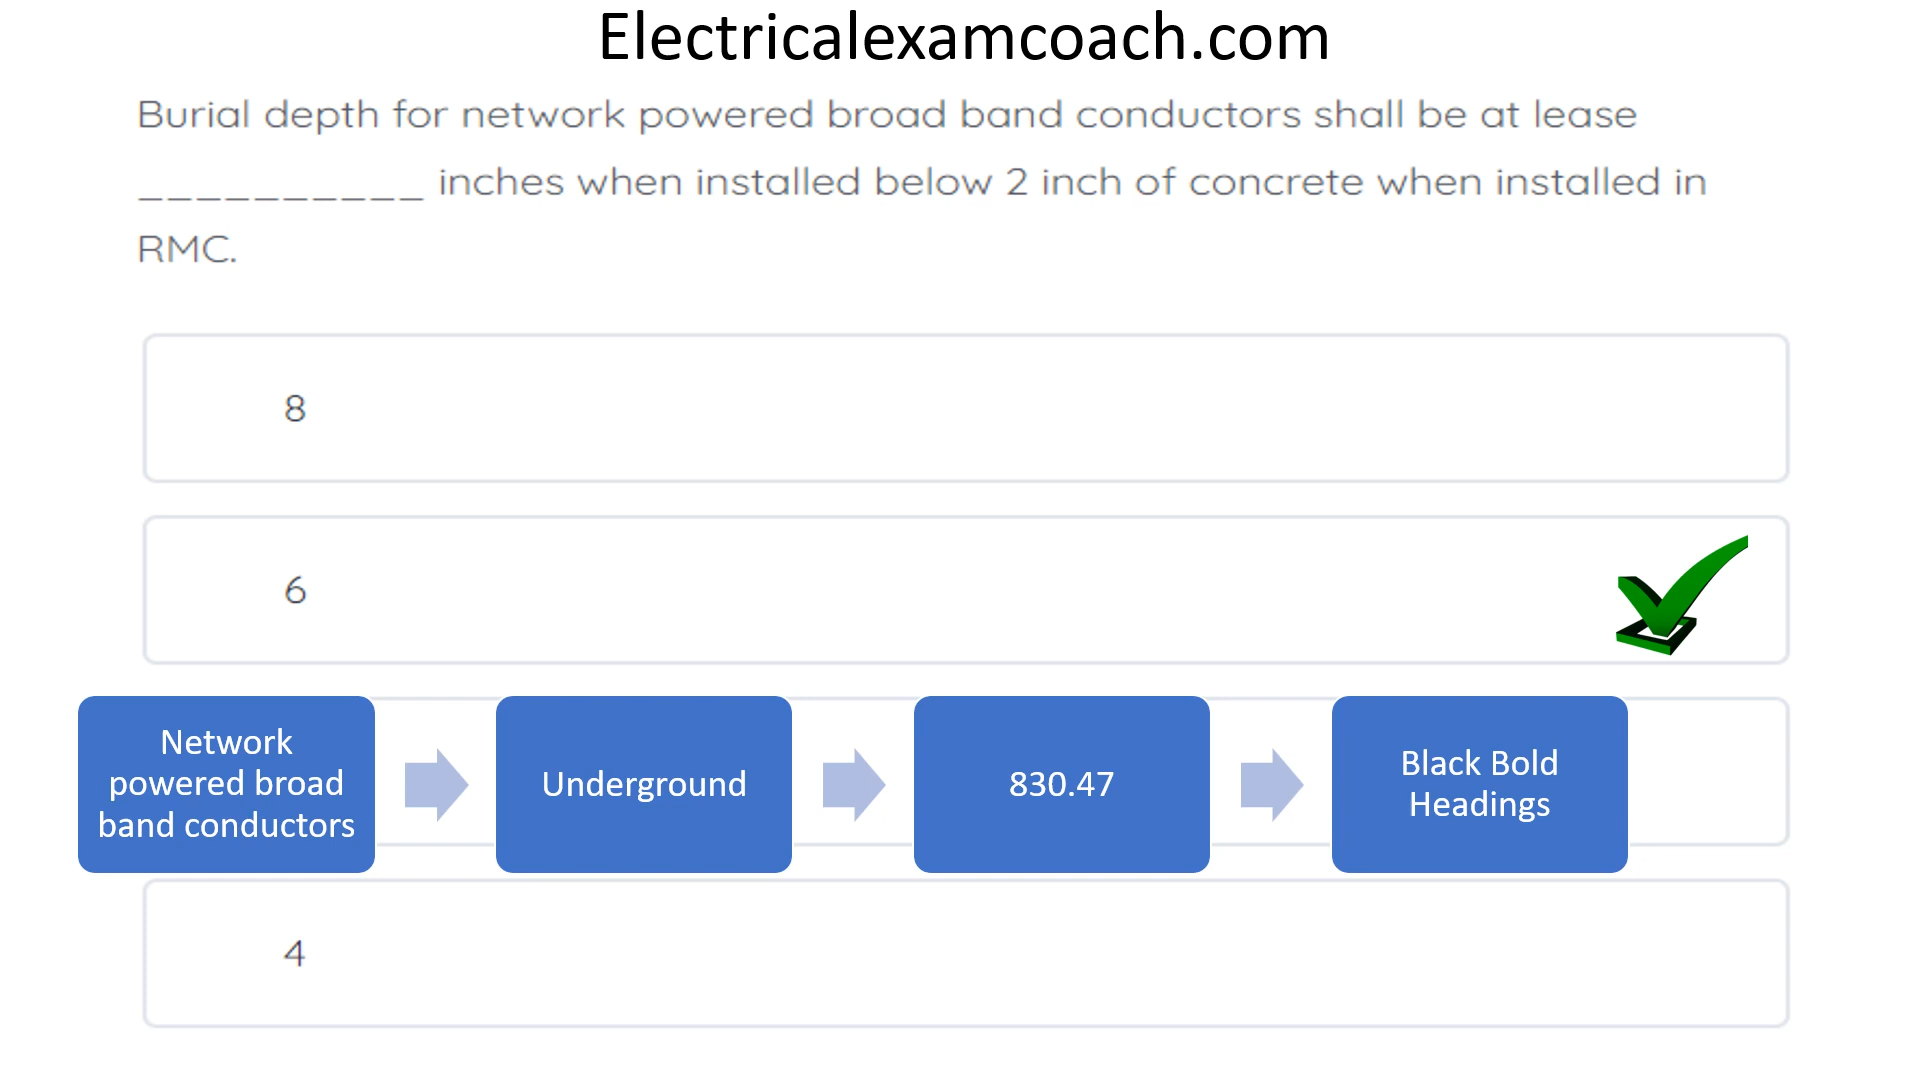 Electricalexamcoach.com
Burial depth for network powered broad band conductors shall be at lease
__________ inches when installed below 2 inch of concrete when installed in
RMC.
8
6
Network
powered broad
band conductors
Underground
830.47
Black Bold
Headings
4